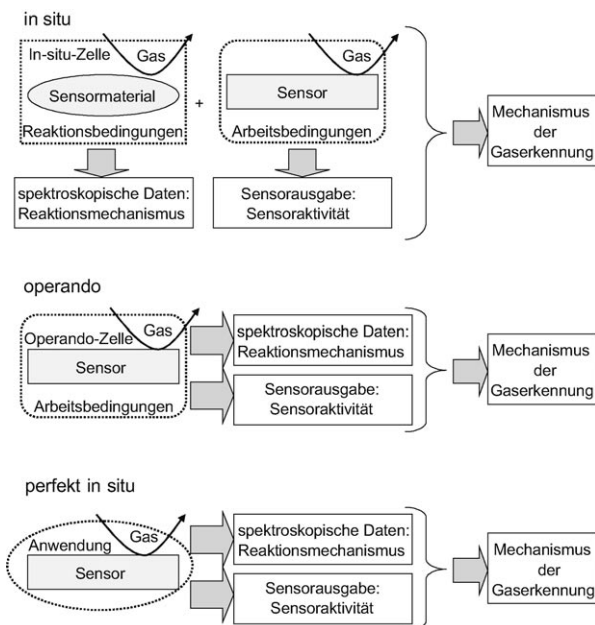 in situ
In-situ-Zelle
Gas
Sensormaterial
Reaktionsbedingungen
+
Gas
Sensor
Arbeitsbedingungen
spektroskopische Daten:
Reaktionsmechanismus
Sensorausgabe:
Sensoraktivität
Mechanismus
der
Gaserkennung
operando
Operando-Zelle
Gas
Sensor
Arbeitsbedingungen
spektroskopische Daten:
Reaktionsmechanismus
Sensorausgabe:
Sensoraktivität
Mechanismus
der
Gaserkennung
perfekt in situ
Anwendung
Gas
Sensor
spektroskopische Daten:
Reaktionsmechanismus
Sensorausgabe:
Sensoraktivität
Mechanismus
der
Gaserkennung